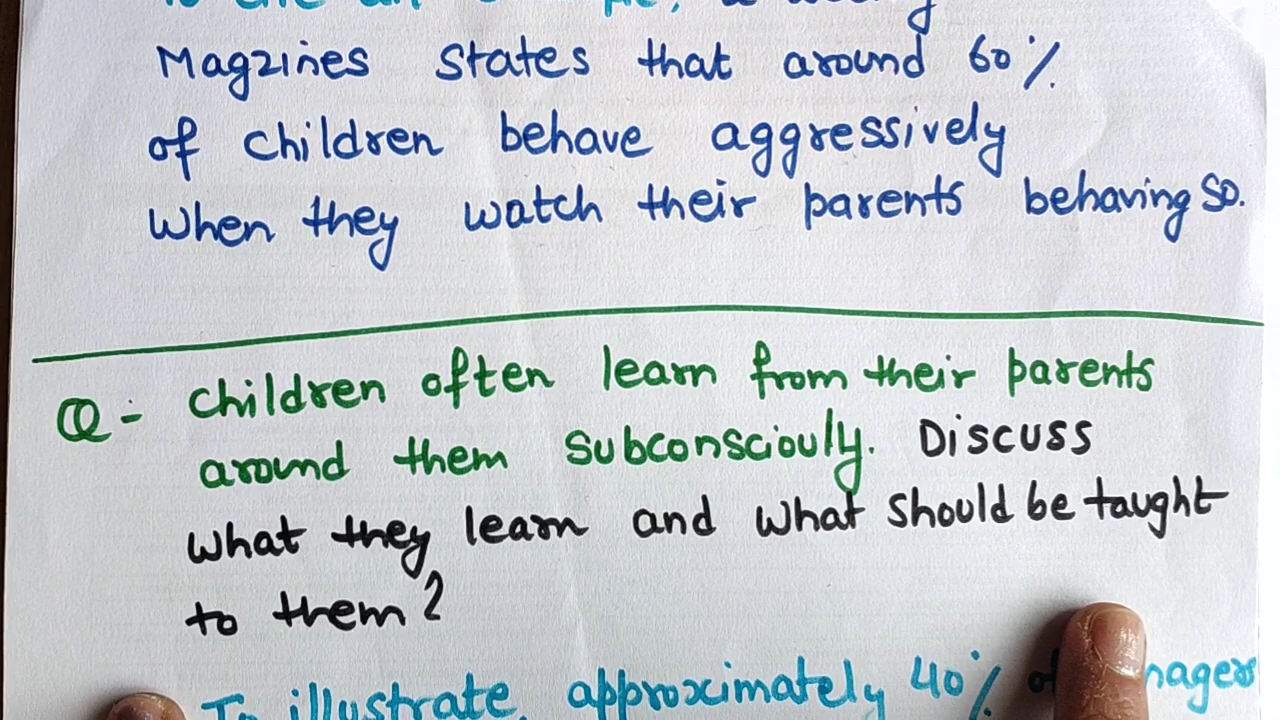 Magzines states that around 60%
of children behave aggressively
when they watch their parents behaving so.
Q- children often learn from their parents
around them subconsciouly. Discuss
what they learn and what should be taught
to them?
To illustrate, approximately 40%